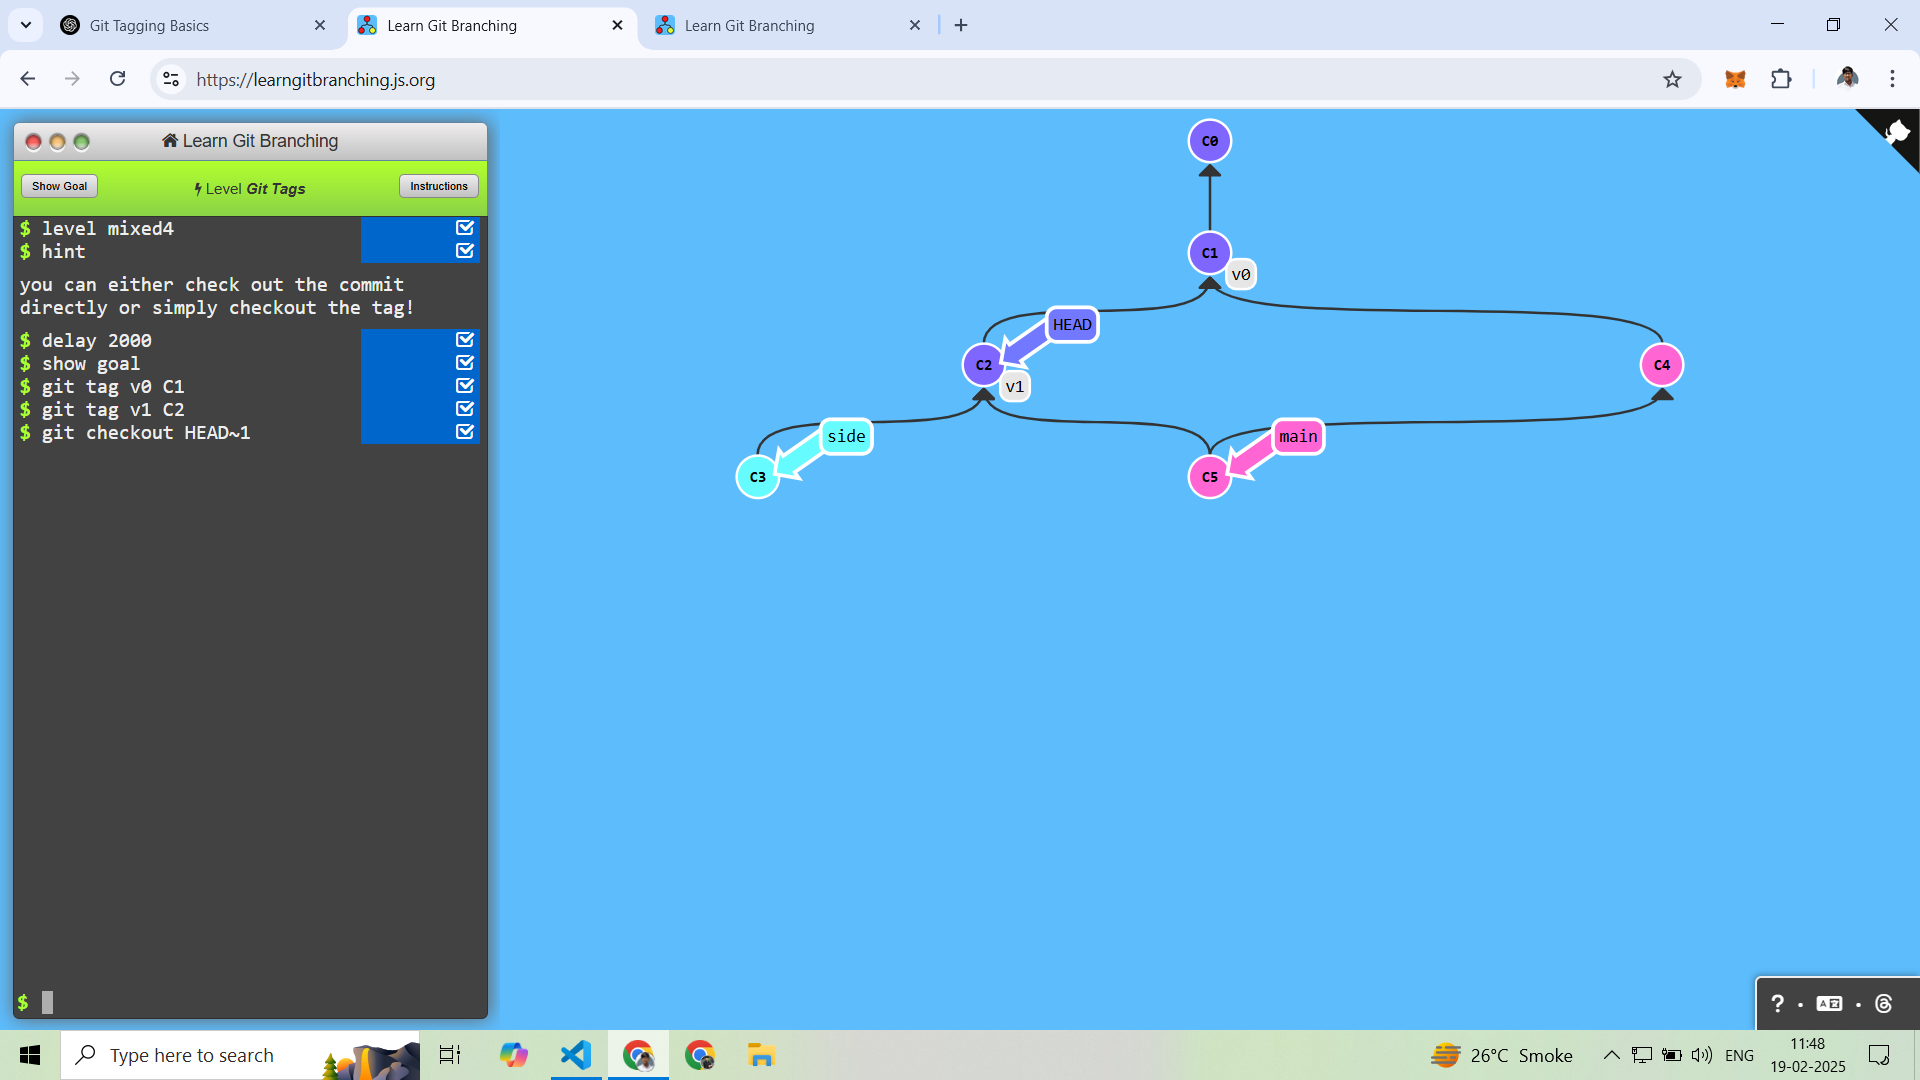 Git Tagging Basics
Learn Git Branching
Learn Git Branching
https://learngitbranching.js.org
Learn Git Branching
Show Goal
Level Git Tags
Instructions
$ level mixed4
$ hint
you can either check out the commit
directly or simply checkout the tag!
$ delay 2000
$ show goal
$ git tag v0 C1
$ git tag v1 C2
$ git checkout HEAD~1
$
C0
C1
v0
HEAD
C2
v1
C4
side
main
C3
C5
?
Type here to search
26°C Smoke
ENG
11:48
19-02-2025